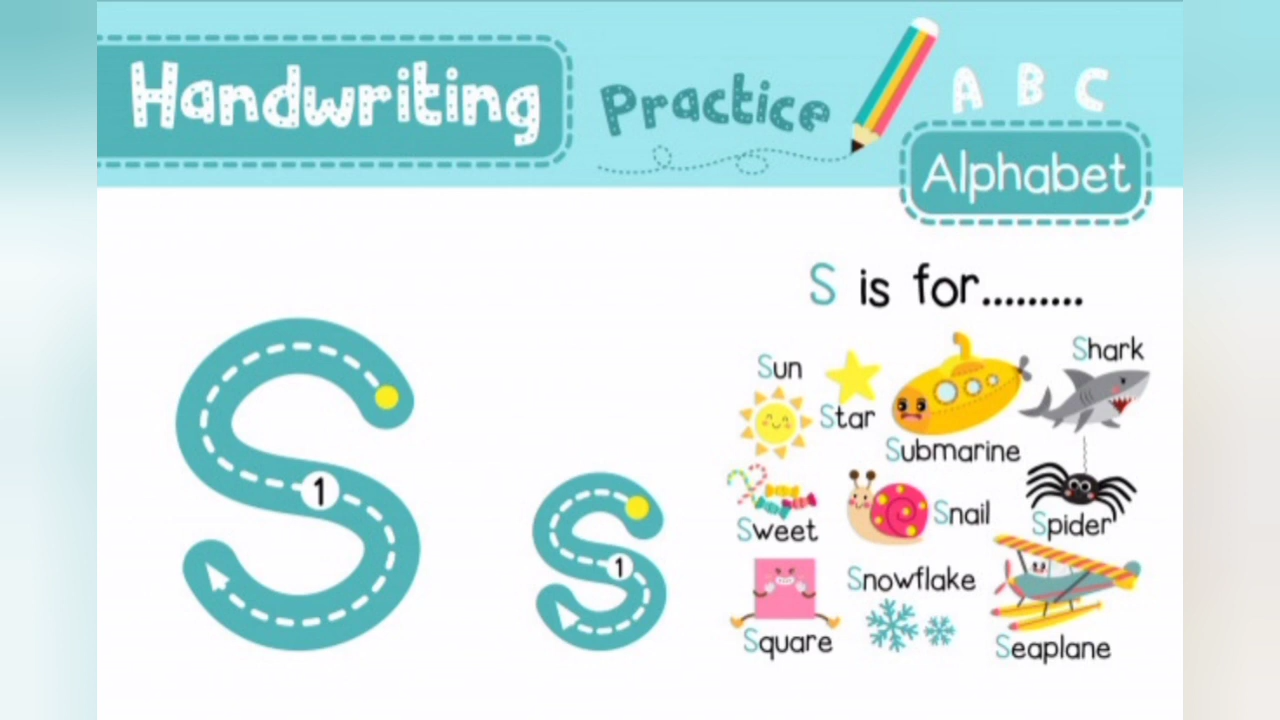 Handwriting
Practice
A B C
Alphabet
S is for.........
Sun
Star
Submarine
Shark
Sweet
Snail
Spider
Square
Snowflake
Seaplane
S
1
s
1